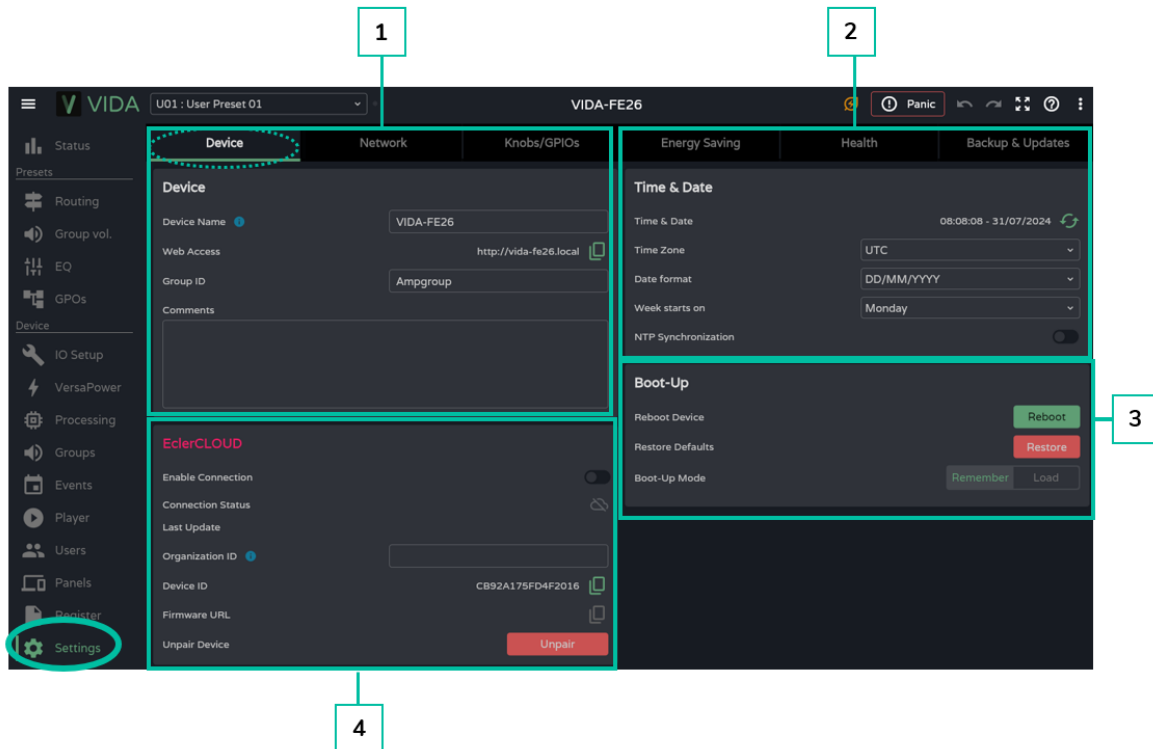 1
2
VIDA
U01 : User Preset 01
VIDA-FE26
Panic
Status
Presets
Routing
Group vol.
EQ
GPOs
Device
IO Setup
VersaPower
Processing
Groups
Events
Player
Users
Panels
Register
Settings
Device
Network
Knobs/GPIOs
Energy Saving
Health
Backup & Updates
Device
Device Name
VIDA-FE26
Web Access
http://vida-fe26.local
Group ID
Ampgroup
Comments
Time & Date
Time & Date
08:08:08 - 31/07/2024
Time Zone
UTC
Date format
DD/MM/YYYY
Week starts on
Monday
NTP Synchronization
Boot-Up
Reboot Device
Reboot
Restore Defaults
Restore
Boot-Up Mode
Remember
Load
3
EclerCLOUD
Enable Connection
Connection Status
Last Update
Organization ID
Device ID
CB92A175FD4F2016
Firmware URL
Unpair Device
Unpair
4